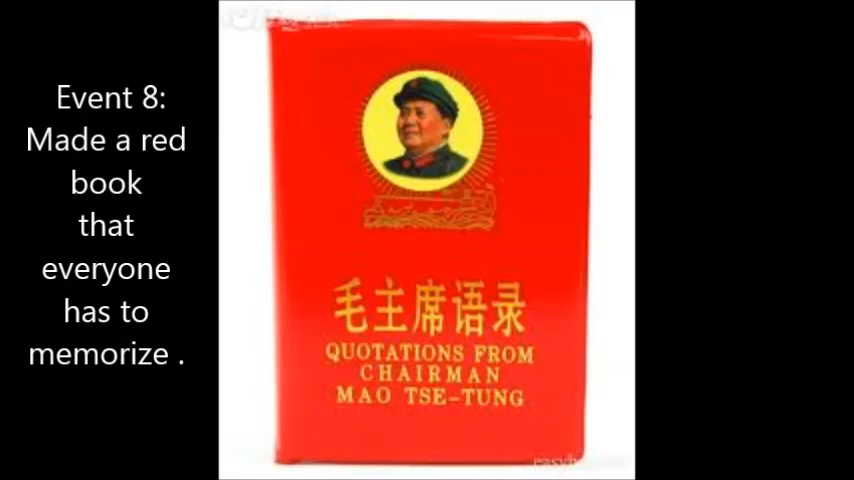 Event 8:
Made a red
book
that
everyone
has to
memorize .
毛主席语录
QUOTATIONS FROM
CHAIRMAN
MAO TSE-TUNG